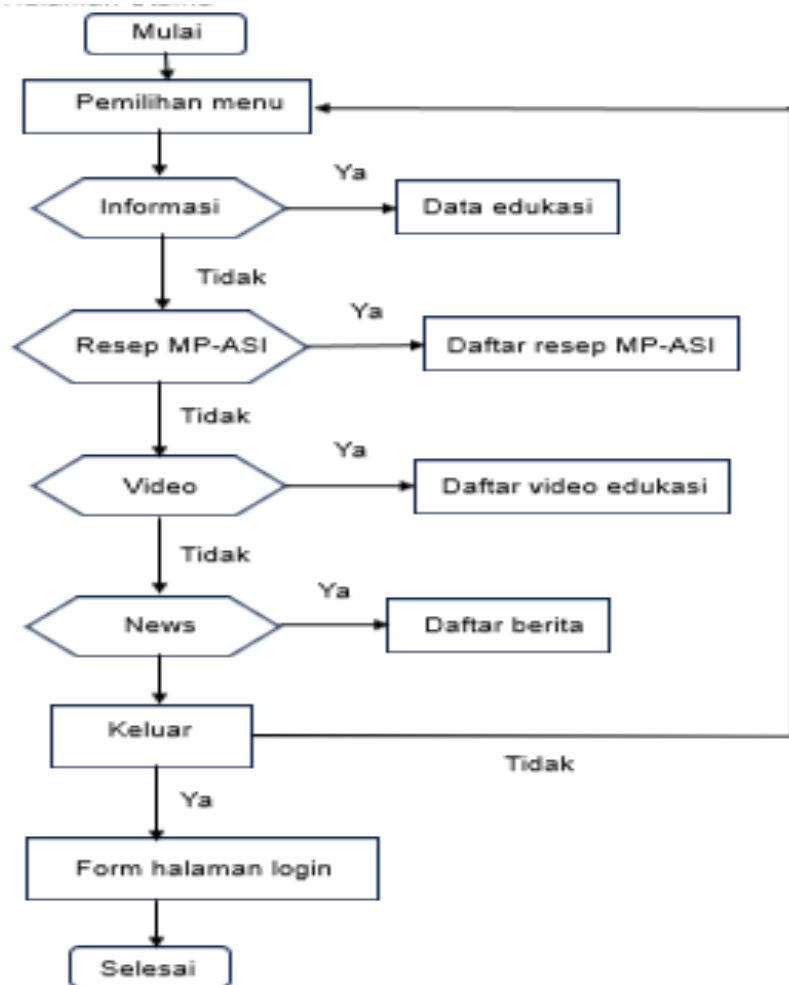 Mulai
Pemilihan menu
Ya
Informasi
Data edukasi
Tidak
Ya
Resep MP-ASI
Daftar resep MP-ASI
Tidak
Ya
Video
Daftar video edukasi
Tidak
Ya
News
Daftar berita
Keluar
Tidak
Ya
Form halaman login
Selesai